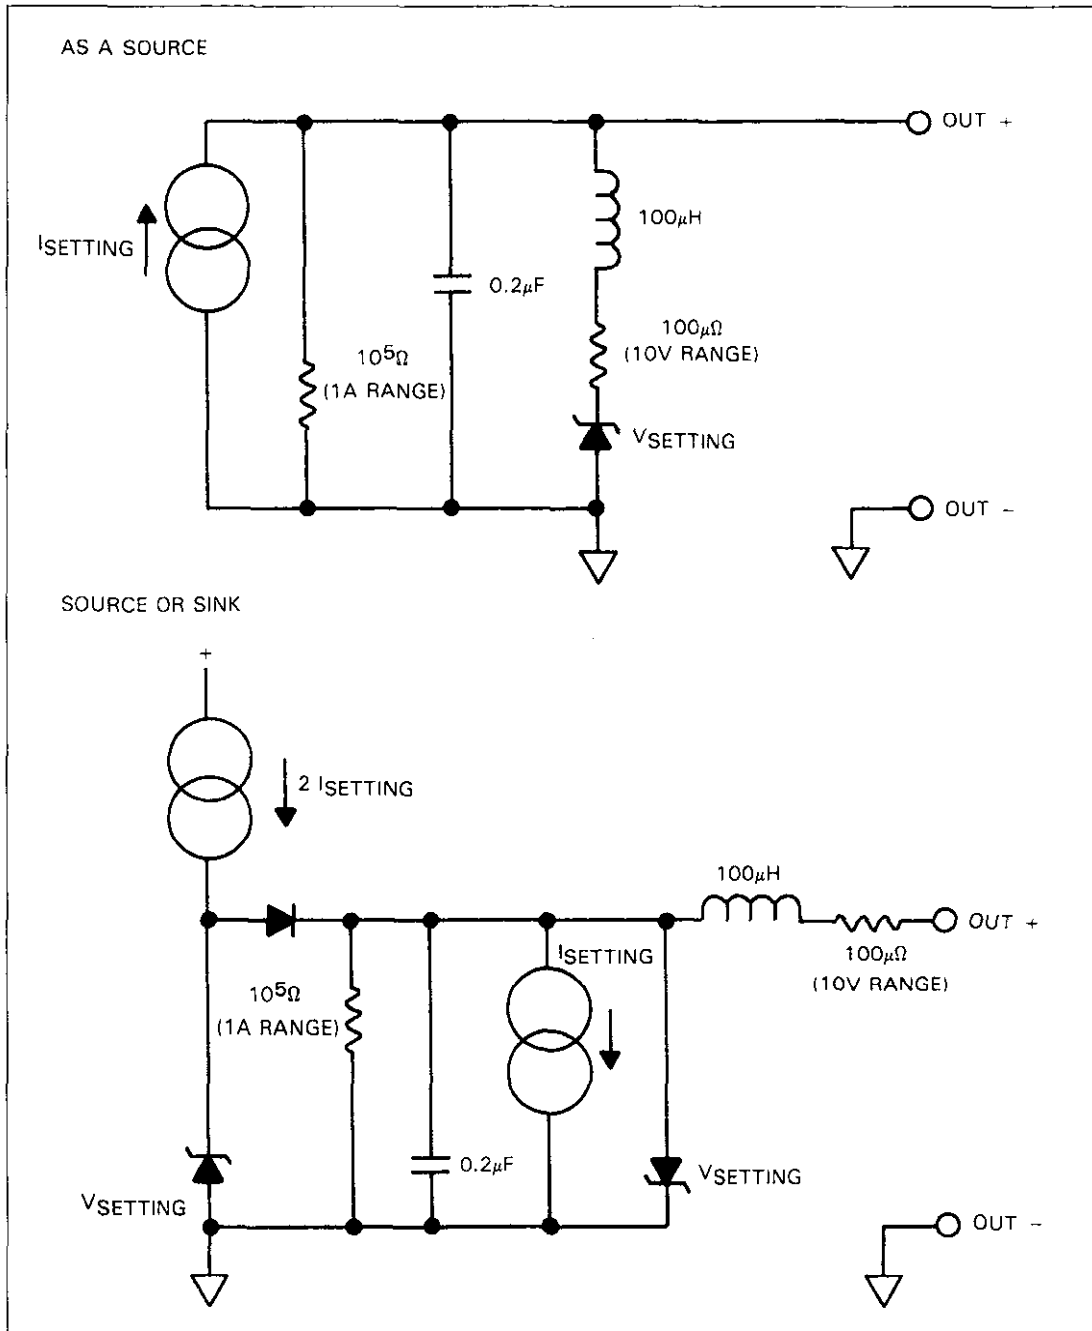 AS A SOURCE
OUT +
ISETTING
100μH
0.2μF
100μΩ
(10V RANGE)
10⁵Ω
(1A RANGE)
VSETTING
OUT -
SOURCE OR SINK
+
2 ISETTING
100μH
OUT +
100μΩ
(10V RANGE)
ISETTING
10⁵Ω
(1A RANGE)
0.2μF
VSETTING
VSETTING
OUT -